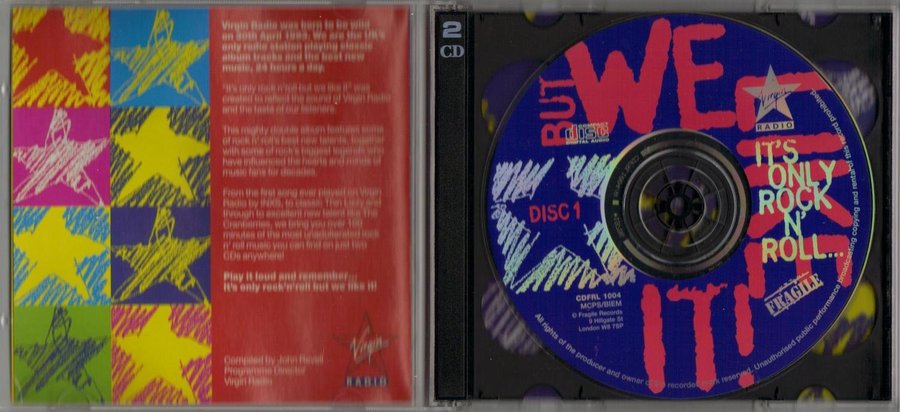 Virgin Radio was born to be wild
on 30th April 1993. We are the UK's
only radio station playing classic
album tracks and the best new
music, 24 hours a day.
"It's only rock n'roll-but we like it" was
created to reflect the sound of Virgin Radio
and the taste of our listeners.
This mighty double album features some
of rock n' roll's best new talents, together
with some of rock's biggest names who
have influenced the hearts and minds of
music fans for decades.
From the first song ever played on Virgin
Radio by INXS, to classic Thin Lizzy and
through to excellent new talent like The
Cranberries, we bring you over 150
minutes of the most unadulterated rock
n' roll music you can find on just two
CDs anywhere!
Play it loud and remember...
It's only rock'n'roll but we like it!
Compiled by John Revell
Programme Director
Virgin Radio
Virgin
RADIO
2
CD
BUT
WE
LIKE
IT!
COMPACT
disc
DIGITAL AUDIO
Virgin
RADIO
IT'S
ONLY
ROCK
N'
ROLL...
DISC 1
FRAGILE
CDFRL 1004
MCPS/BIEM
© Fragile Records
9 Hillgate St
London W8 7SP
All rights of the producer and owner of the recorded work reserved. Unauthorised public performance broadcasting copying and rental of this record prohibited.